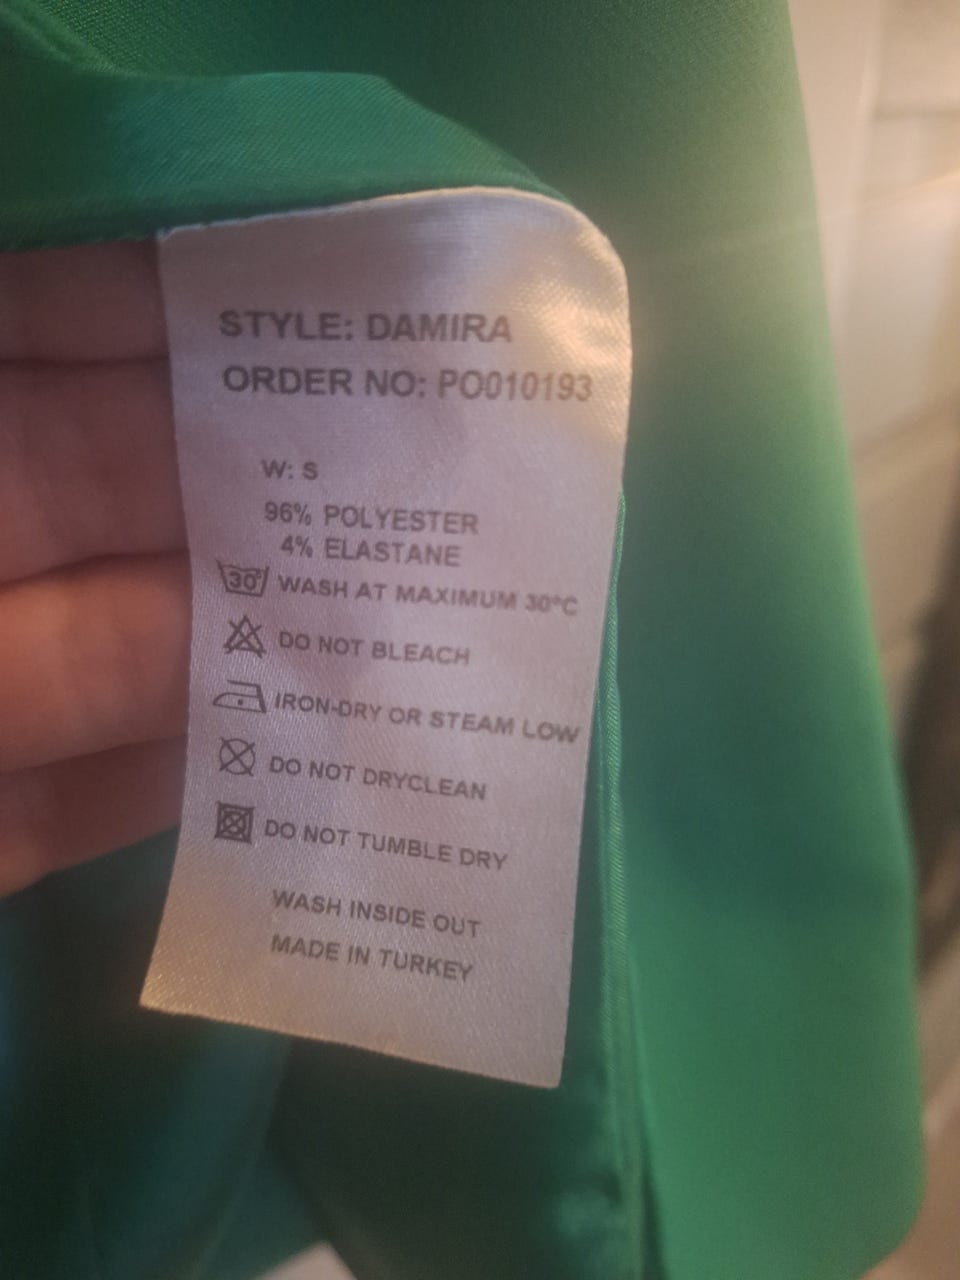 STYLE: DAMIRA
ORDER NO: PO010193
W: S
96% POLYESTER
4% ELASTANE
30° WASH AT MAXIMUM 30°C
DO NOT BLEACH
IRON-DRY OR STEAM LOW
DO NOT DRYCLEAN
DO NOT TUMBLE DRY
WASH INSIDE OUT
MADE IN TURKEY